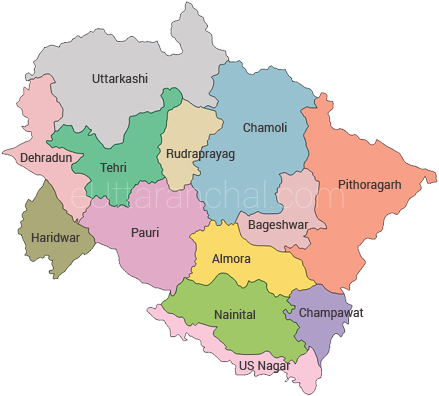 Uttarkashi
Chamoli
Dehradun
Tehri
Rudraprayag
Pithoragarh
eUttaranchal.com
Haridwar
Pauri
Bageshwar
Almora
Nainital
Champawat
US Nagar